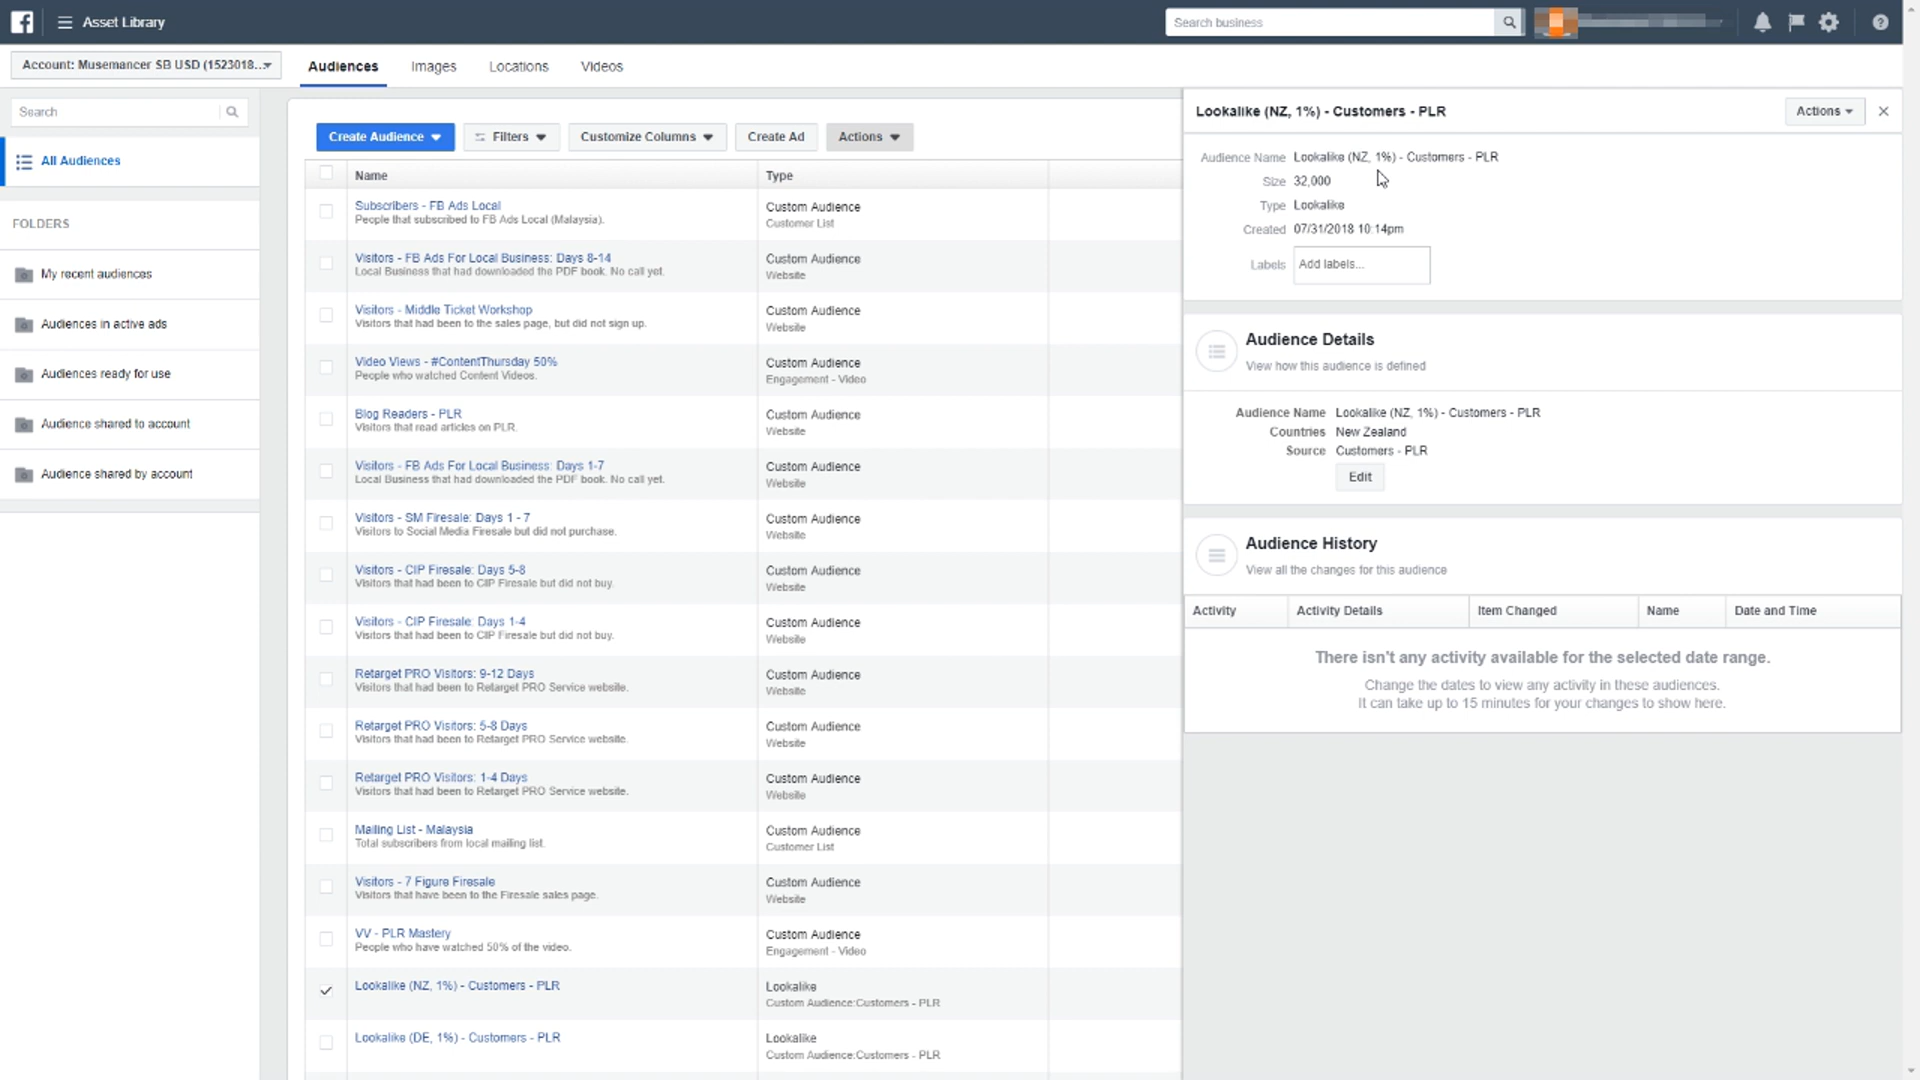 Asset Library
Search business
Account: Musemancer SB USD (1523018...
Audiences
Images
Locations
Videos
Search
All Audiences
FOLDERS
My recent audiences
Audiences in active ads
Audiences ready for use
Audience shared to account
Audience shared by account
Create Audience
Filters
Customize Columns
Create Ad
Actions
Name
Type
Subscribers - FB Ads Local
People that subscribed to FB Ads Local (Malaysia).
Custom Audience
Customer List
Visitors - FB Ads For Local Business: Days 8-14
Local Business that had downloaded the PDF book. No call yet.
Custom Audience
Website
Visitors - Middle Ticket Workshop
Visitors that had been to the sales page, but did not sign up.
Custom Audience
Website
Video Views - #ContentThursday 50%
People who watched Content Videos.
Custom Audience
Engagement - Video
Blog Readers - PLR
Visitors that read articles on PLR.
Custom Audience
Website
Visitors - FB Ads For Local Business: Days 1-7
Local Business that had downloaded the PDF book. No call yet.
Custom Audience
Website
Visitors - SM Firesale: Days 1 - 7
Visitors to Social Media Firesale but did not purchase.
Custom Audience
Website
Visitors - CIP Firesale: Days 5-8
Visitors that had been to CIP Firesale but did not buy.
Custom Audience
Website
Visitors - CIP Firesale: Days 1-4
Visitors that had been to CIP Firesale but did not buy.
Custom Audience
Website
Retarget PRO Visitors: 9-12 Days
Visitors that had been to Retarget PRO Service website.
Custom Audience
Website
Retarget PRO Visitors: 5-8 Days
Visitors that had been to Retarget PRO Service website.
Custom Audience
Website
Retarget PRO Visitors: 1-4 Days
Visitors that had been to Retarget PRO Service website.
Custom Audience
Website
Mailing List - Malaysia
Total subscribers from local mailing list.
Custom Audience
Customer List
Visitors - 7 Figure Firesale
Visitors that have been to the Firesale sales page.
Custom Audience
Website
VV - PLR Mastery
People who have watched 50% of the video.
Custom Audience
Engagement - Video
Lookalike (NZ, 1%) - Customers - PLR
Lookalike
Custom Audience:Customers - PLR
Lookalike (DE, 1%) - Customers - PLR
Lookalike
Custom Audience:Customers - PLR
Lookalike (NZ, 1%) - Customers - PLR
Actions
Audience Name Lookalike (NZ, 1%) - Customers - PLR
Size 32,000
Type Lookalike
Created 07/31/2018 10:14pm
Labels Add labels...
Audience Details
View how this audience is defined
Audience Name Lookalike (NZ, 1%) - Customers - PLR
Countries New Zealand
Source Customers - PLR
Edit
Audience History
View all the changes for this audience
Activity
Activity Details
Item Changed
Name
Date and Time
There isn't any activity available for the selected date range.
Change the dates to view any activity in these audiences.
It can take up to 15 minutes for your changes to show here.